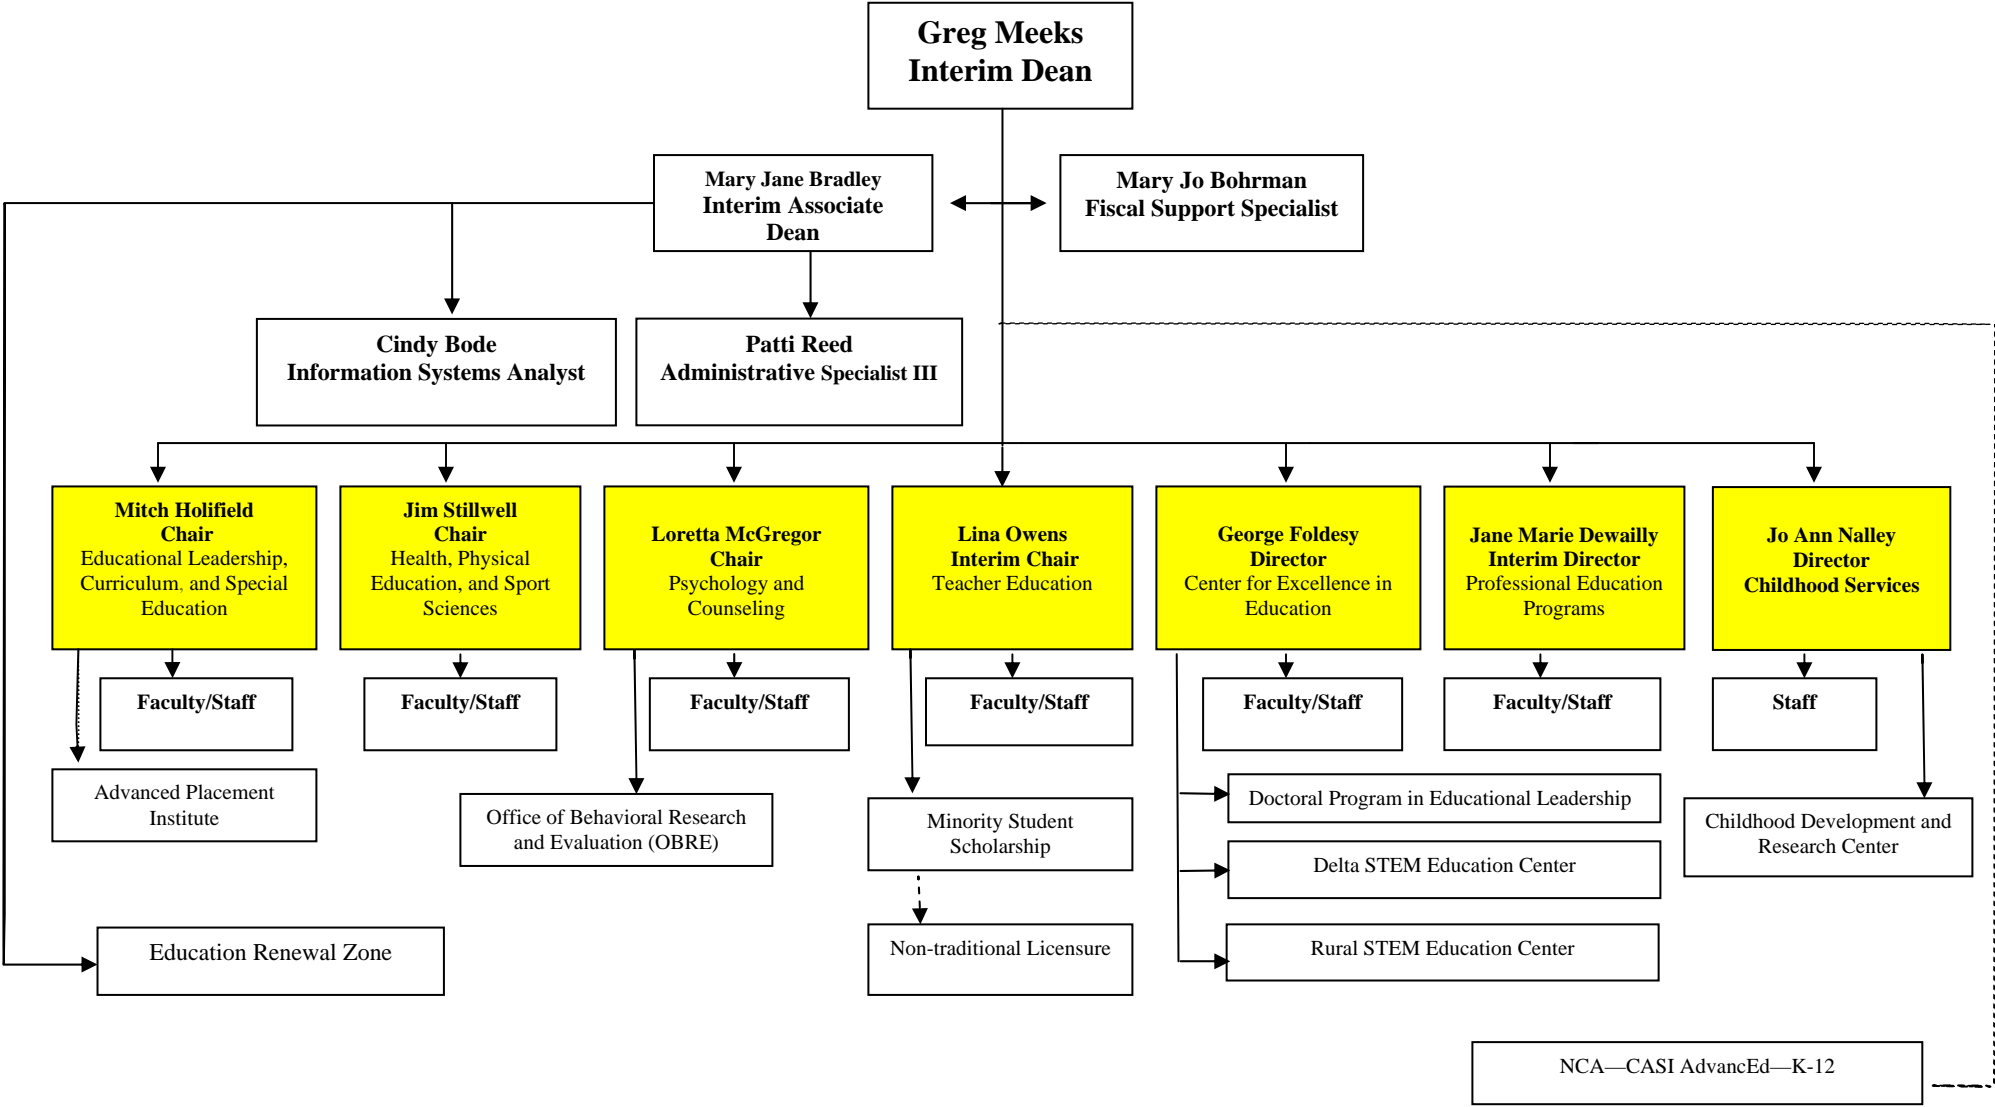 Greg Meeks
Interim Dean
Mary Jane Bradley
Interim Associate
Dean
Mary Jo Bohrman
Fiscal Support Specialist
Cindy Bode
Information Systems Analyst
Patti Reed
Administrative Specialist III
Mitch Holifield
Chair
Educational Leadership,
Curriculum, and Special
Education
Jim Stillwell
Chair
Health, Physical
Education, and Sport
Sciences
Loretta McGregor
Chair
Psychology and
Counseling
Lina Owens
Interim Chair
Teacher Education
George Foldesy
Director
Center for Excellence in
Education
Jane Marie Dewailly
Interim Director
Professional Education
Programs
Jo Ann Nalley
Director
Childhood Services
Faculty/Staff
Faculty/Staff
Faculty/Staff
Faculty/Staff
Faculty/Staff
Faculty/Staff
Staff
Advanced Placement
Institute
Office of Behavioral Research
and Evaluation (OBRE)
Minority Student
Scholarship
Doctoral Program in Educational Leadership
Childhood Development and
Research Center
Delta STEM Education Center
Education Renewal Zone
Non-traditional Licensure
Rural STEM Education Center
NCA—CASI AdvancEd—K-12